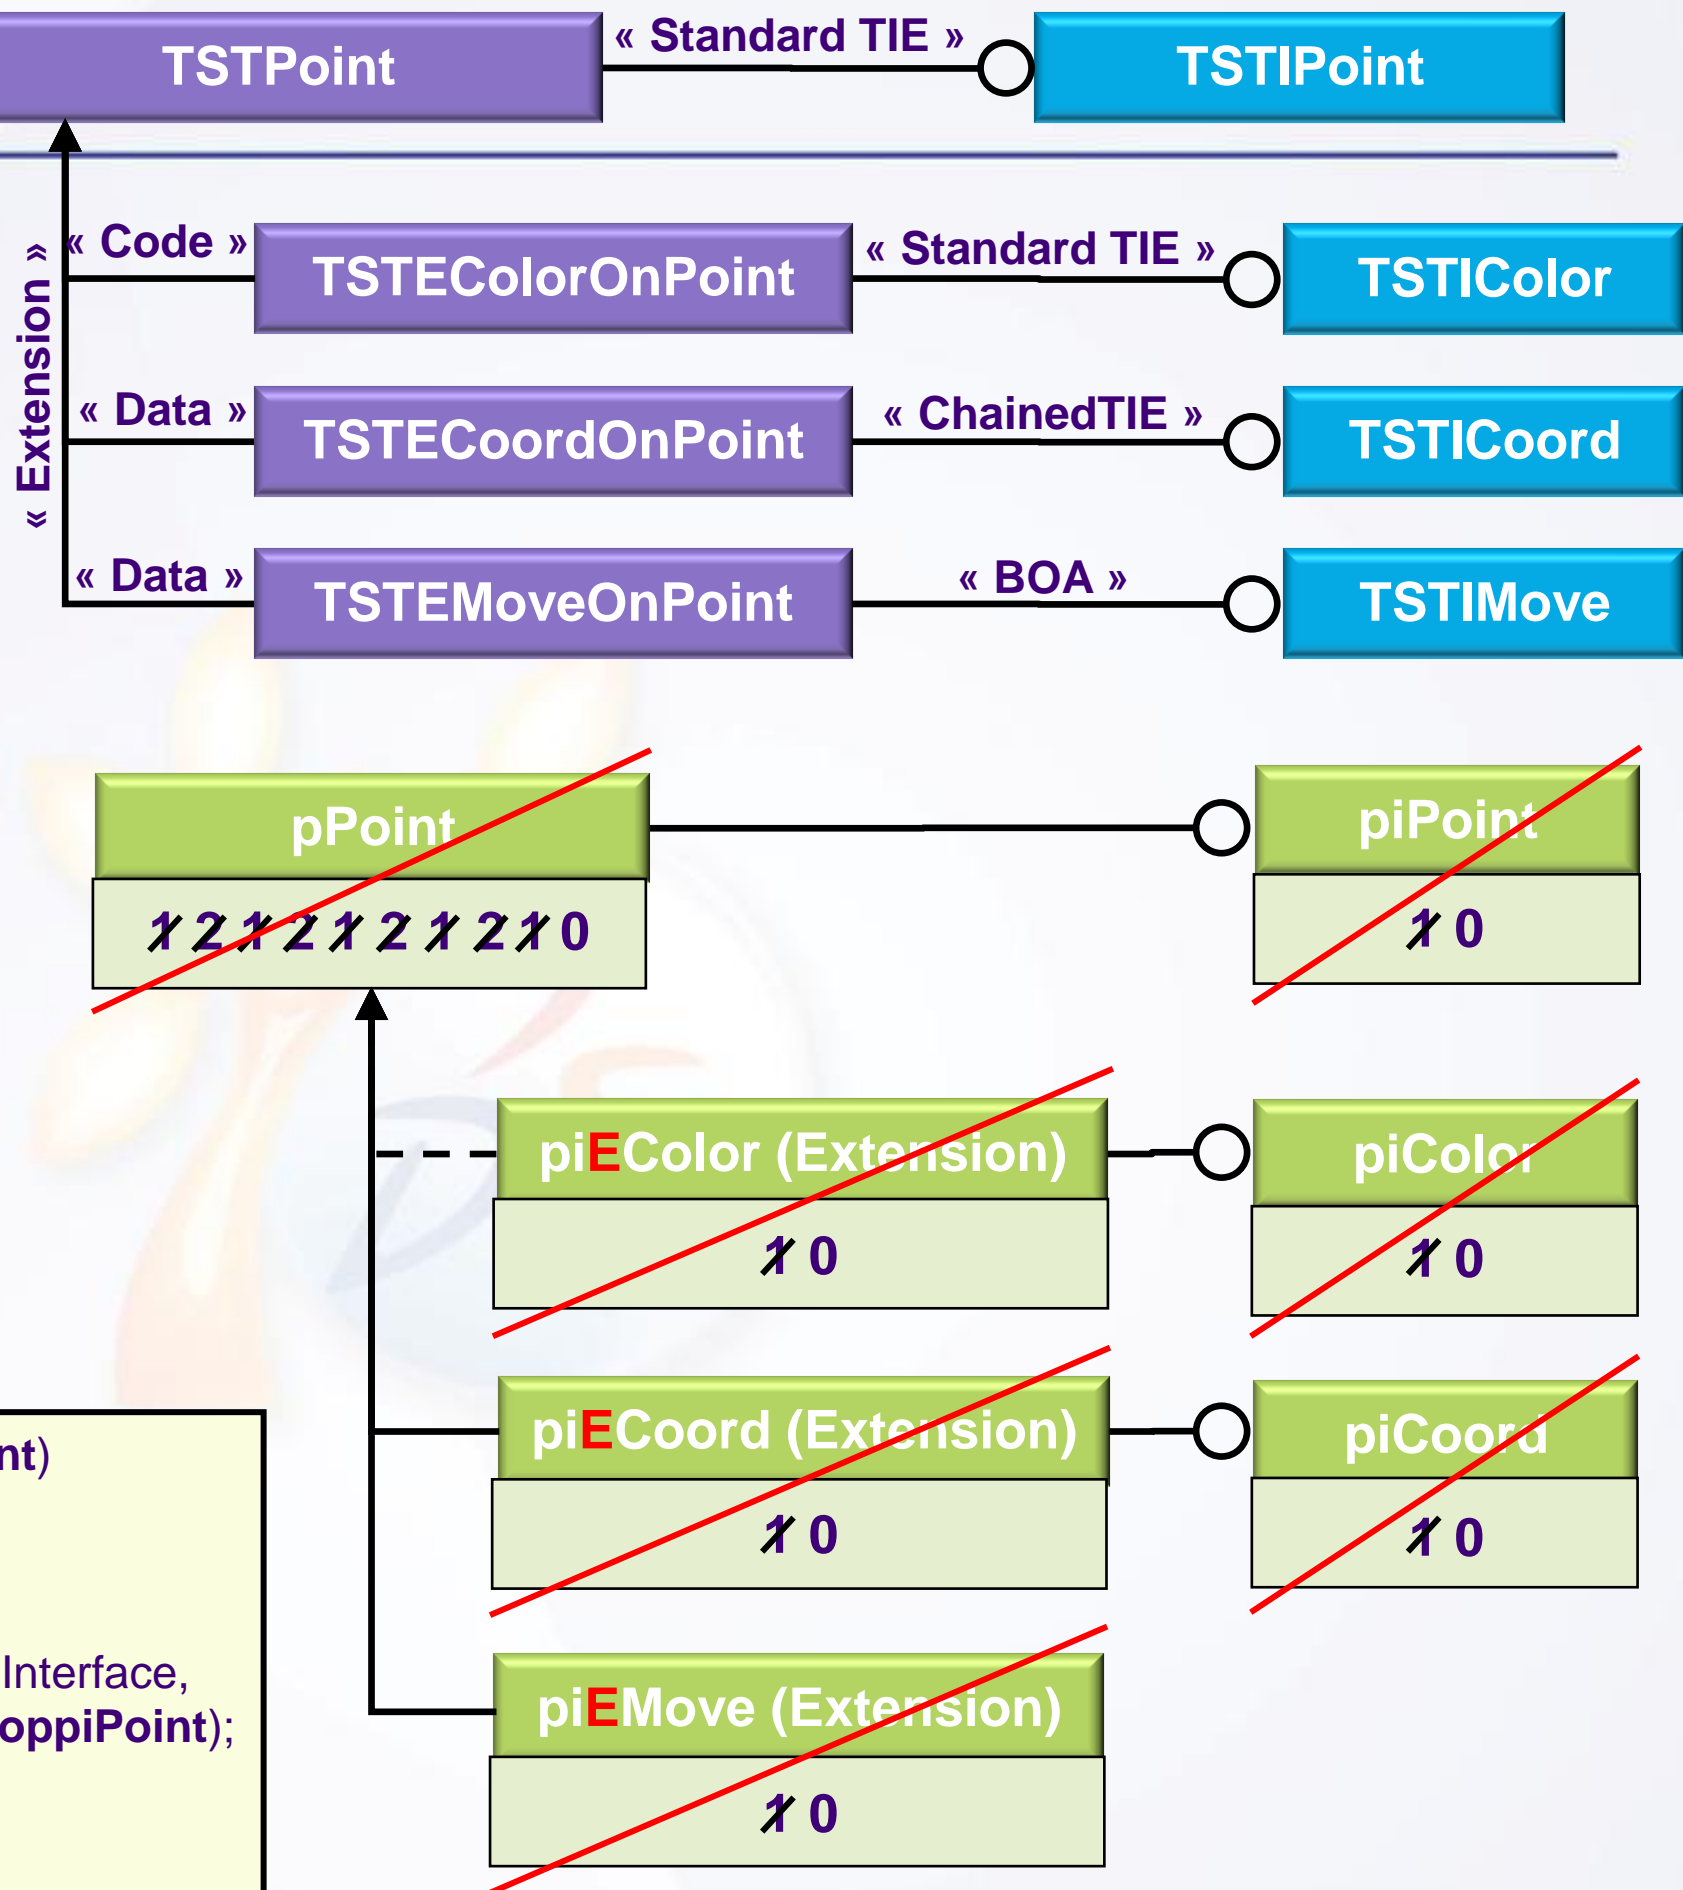 TSTPoint « Standard TIE » TSTIPoint
« Extension »
« Code » TSTEColorOnPoint « Standard TIE » TSTIColor
« Data » TSTECoordOnPoint « ChainedTIE » TSTICoord
« Data » TSTEMoveOnPoint « BOA » TSTIMove
pPoint piPoint
1 2 1 2 1 2 1 2 1 0 1 0
piEColor (Extension) piColor
1 0 1 0
piECoord (Extension) piCoord
1 0 1 0
piEMove (Extension)
1 0
nt)
Interface,
oppiPoint);